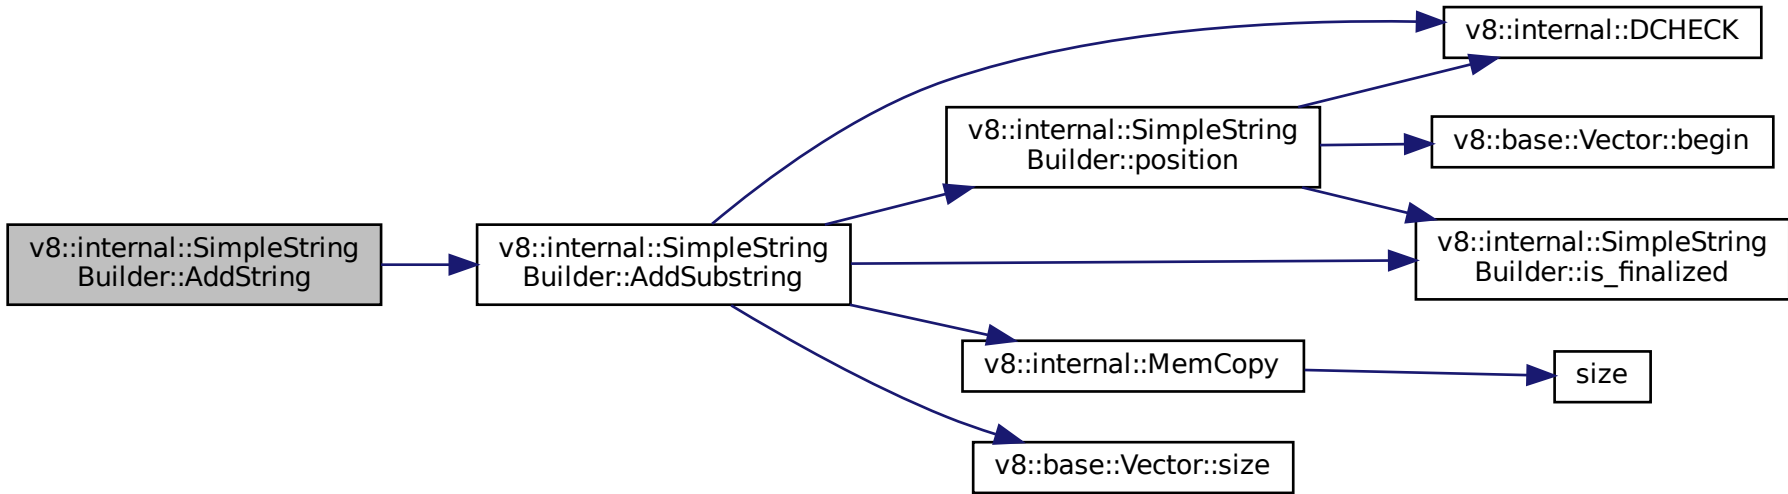 v8::internal::SimpleString
Builder::AddString
v8::internal::SimpleString
Builder::AddSubstring
v8::internal::DCHECK
v8::internal::SimpleString
Builder::position
v8::base::Vector::begin
v8::internal::SimpleString
Builder::is_finalized
v8::internal::MemCopy
size
v8::base::Vector::size